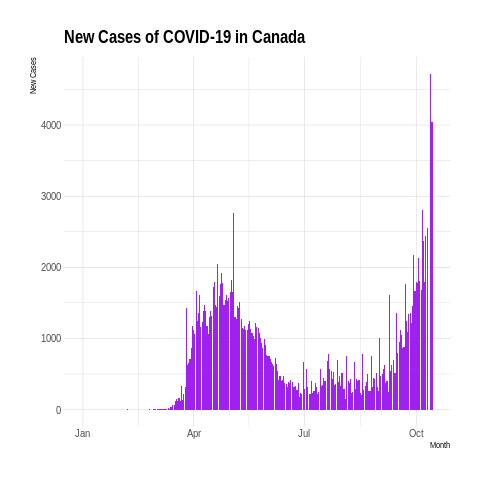 New Cases of COVID-19 in Canada
New Cases
4000
3000
2000
1000
0
Jan Apr Jul Oct
Month